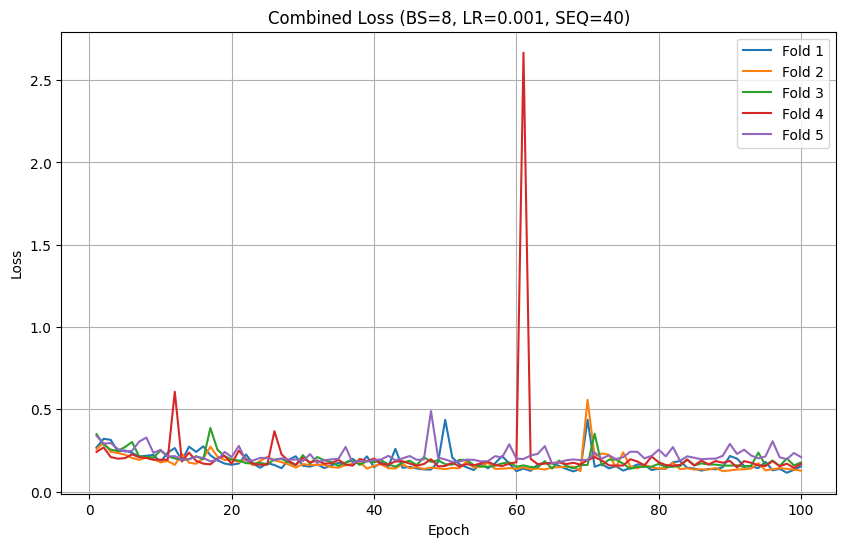 Combined Loss (BS=8, LR=0.001, SEQ=40)
Fold 1
Fold 2
Fold 3
Fold 4
Fold 5
Loss
2.5
2.0
1.5
1.0
0.5
0.0
0 20 40 60 80 100
Epoch